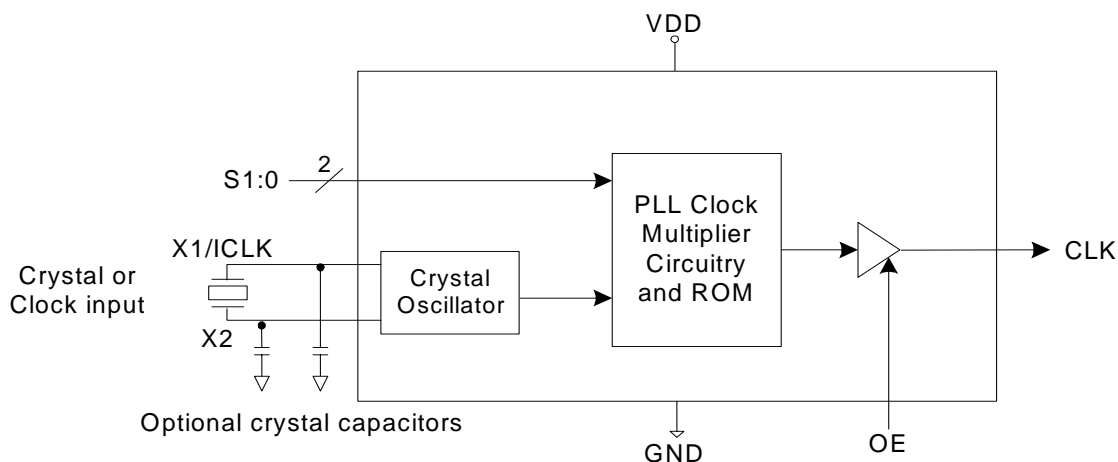 VDD
2
S1:0
PLL Clock
Multiplier
Circuitry
and ROM
X1/ICLK
CLK
Crystal or
Clock input
Crystal
Oscillator
X2
Optional crystal capacitors
GND
OE